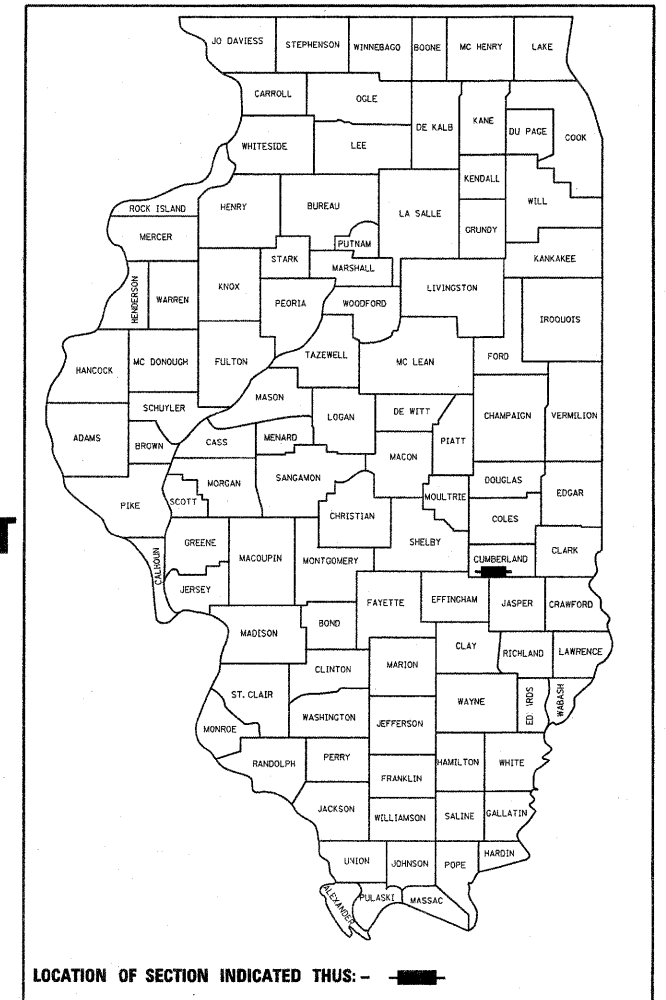 JO DAVIESS STEPHENSON WINNEBAGO BOONE MC HENRY LAKE
CARROLL OGLE
DE KALB KANE DU PAGE COOK
WHITESIDE LEE
KENDALL
ROCK ISLAND HENRY BUREAU LA SALLE WILL
MERCER PUTNAM GRUNDY
STARK MARSHALL KANKAKEE
HENDERSON WARREN KNOX PEORIA WOODFORD LIVINGSTON
IROQUOIS
HANCOCK MC DONOUGH FULTON TAZEWELL MC LEAN FORD
SCHUYLER MASON
LOGAN DE WITT CHAMPAIGN VERMILION
ADAMS BROWN CASS MENARD PIATT
MACON
PIKE SCOTT MORGAN SANGAMON MOULTRIE DOUGLAS EDGAR
CHRISTIAN COLES
T
GREENE SHELBY
CALHOUN MACOUPIN MONTGOMERY CUMBERLAND CLARK
JERSEY
FAYETTE EFFINGHAM JASPER CRAWFORD
MADISON BOND
CLAY RICHLAND LAWRENCE
CLINTON MARION
ST. CLAIR WAYNE ED RDS WABASH
MONROE WASHINGTON JEFFERSON
RANDOLPH PERRY HAMILTON WHITE
FRANKLIN
JACKSON WILLIAMSON SALINE GALLATIN
UNION JOHNSON POPE HARDIN
ALEXANDER PULASKI MASSAC
LOCATION OF SECTION INDICATED THUS: -